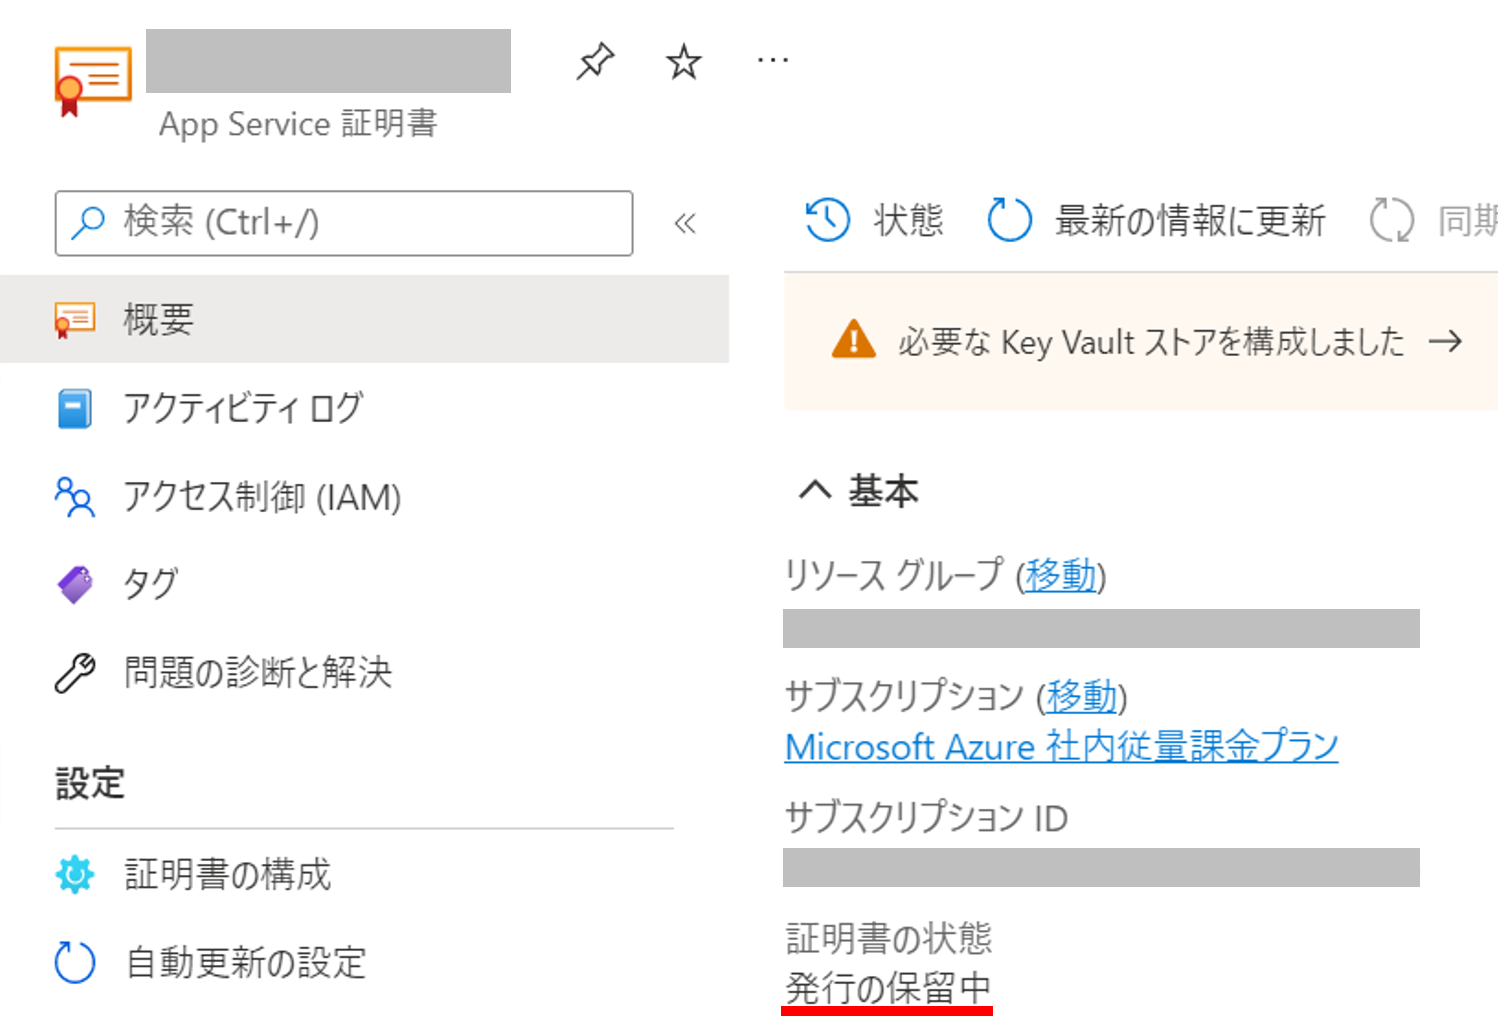 App Service 証明書
検索 (Ctrl+/)
概要
アクティビティ ログ
アクセス制御 (IAM)
タグ
問題の診断と解決
設定
証明書の構成
自動更新の設定
状態
最新の情報に更新
同期
必要な Key Vault ストアを構成しました →
基本
リソース グループ (移動)
サブスクリプション (移動)
Microsoft Azure 社内従量課金プラン
サブスクリプション ID
証明書の状態
発行の保留中